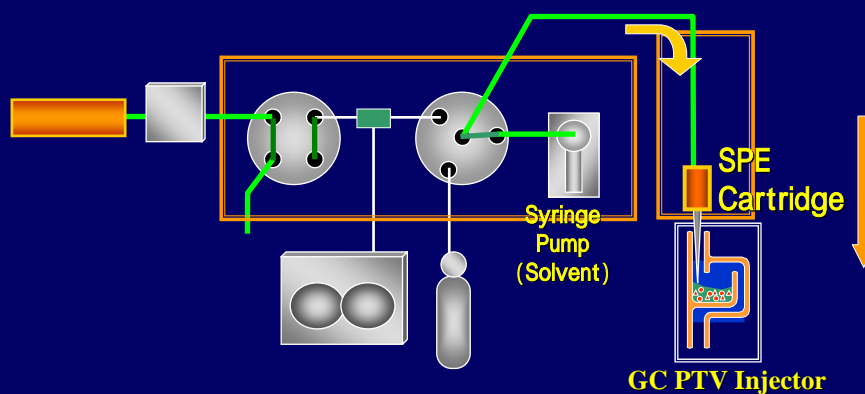 SPE
Cartridge
Syringe
Pump
(Solvent)
GC PTV Injector